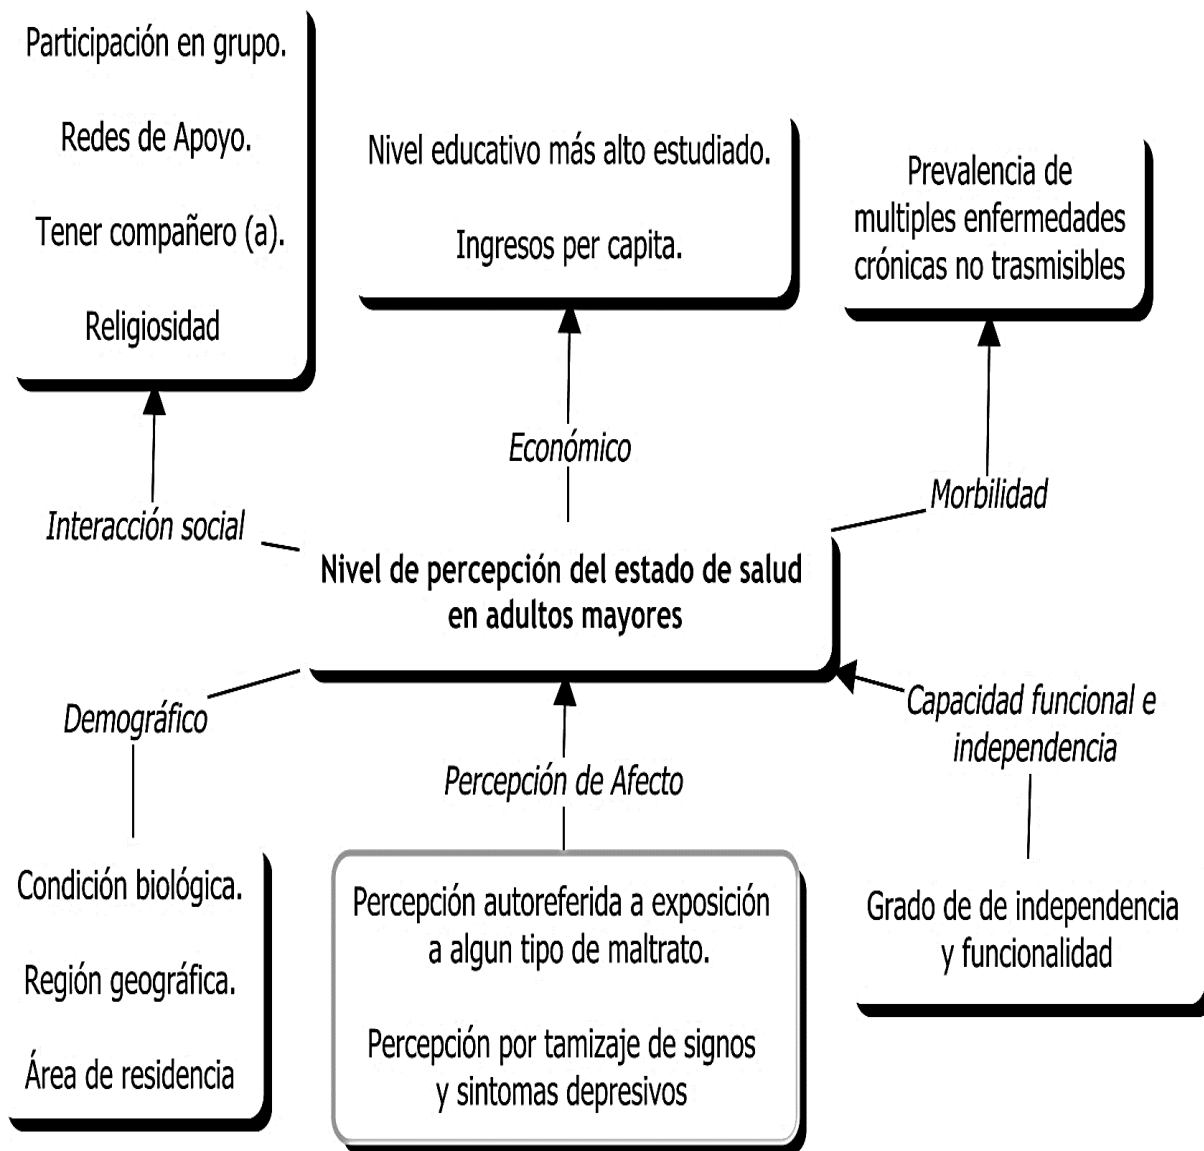 Participación en grupo.
Redes de Apoyo.
Tener compañero (a).
Religiosidad
Nivel educativo más alto estudiado.
Ingresos per capita.
Prevalencia de
multiples enfermedades
crónicas no trasmisibles
Económico
Morbilidad
Interacción social
Nivel de percepción del estado de salud
en adultos mayores
Demográfico
Percepción de Afecto
Capacidad funcional e
independencia
Condición biológica.
Región geográfica.
Área de residencia
Percepción autoreferida a exposición
a algun tipo de maltrato.
Percepción por tamizaje de signos
y sintomas depresivos
Grado de de independencia
y funcionalidad